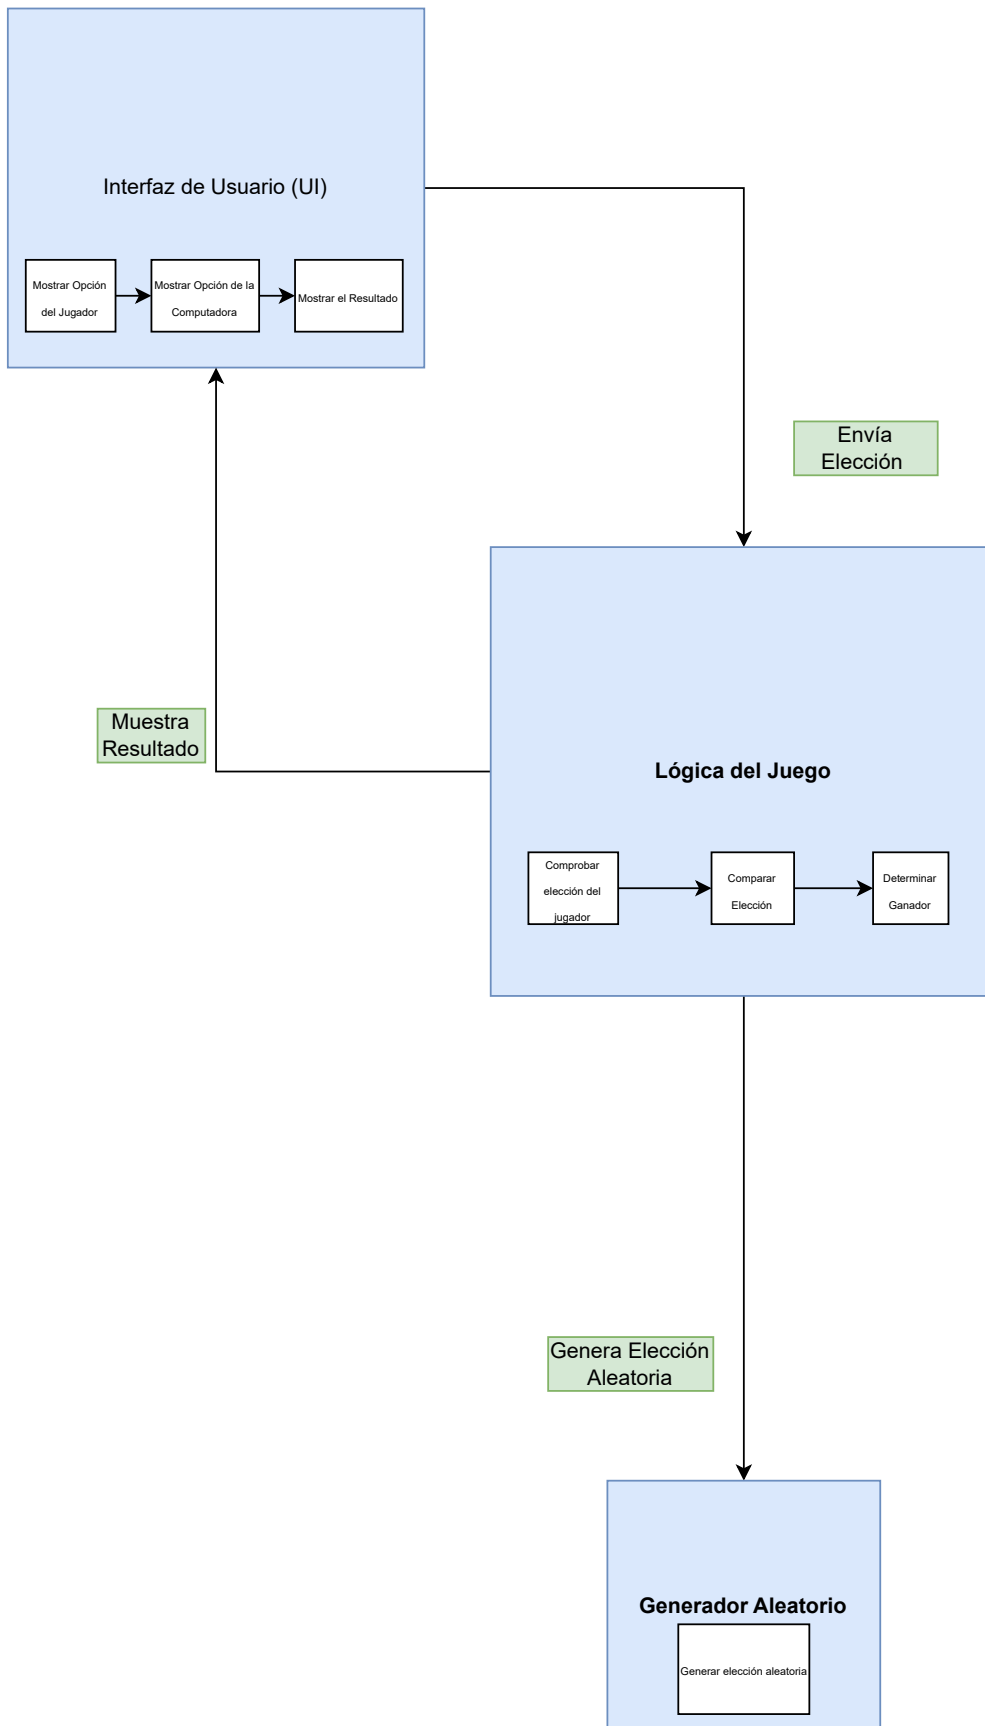 Interfaz de Usuario (UI)
Mostrar Opción
del Jugador
Mostrar Opción de la
Computadora
Mostrar el Resultado
Envía
Elección
Muestra
Resultado
Lógica del Juego
Comprobar
elección del
jugador
Comparar
Elección
Determinar
Ganador
Genera Elección
Aleatoria
Generador Aleatorio
Generar elección aleatoria